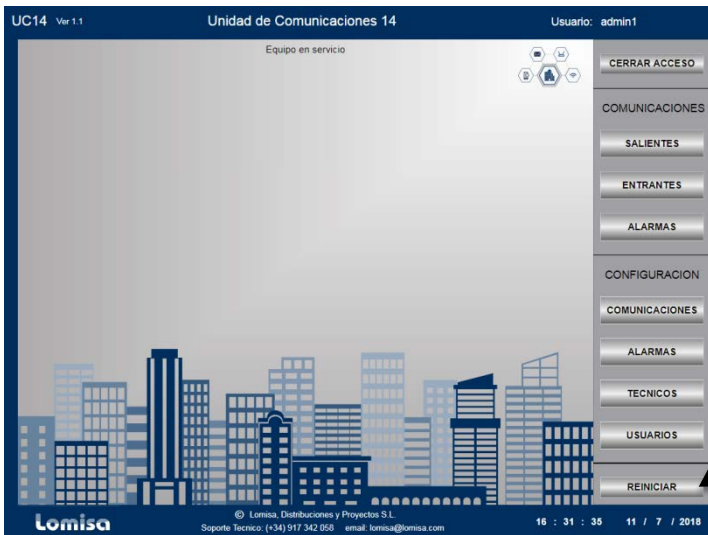 UC14 Ver 1.1
Unidad de Comunicaciones 14
Usuario: admin1
Equipo en servicio
CERRAR ACCESO
COMUNICACIONES
SALIENTES
ENTRANTES
ALARMAS
CONFIGURACION
COMUNICACIONES
ALARMAS
TECNICOS
USUARIOS
REINICIAR
Lomisa
© Lomisa, Distribuciones y Proyectos S.L.
Soporte Tecnico: (+34) 917 342 058 email: lomisa@lomisa.com
16 : 31 : 35 11 / 7 / 2018